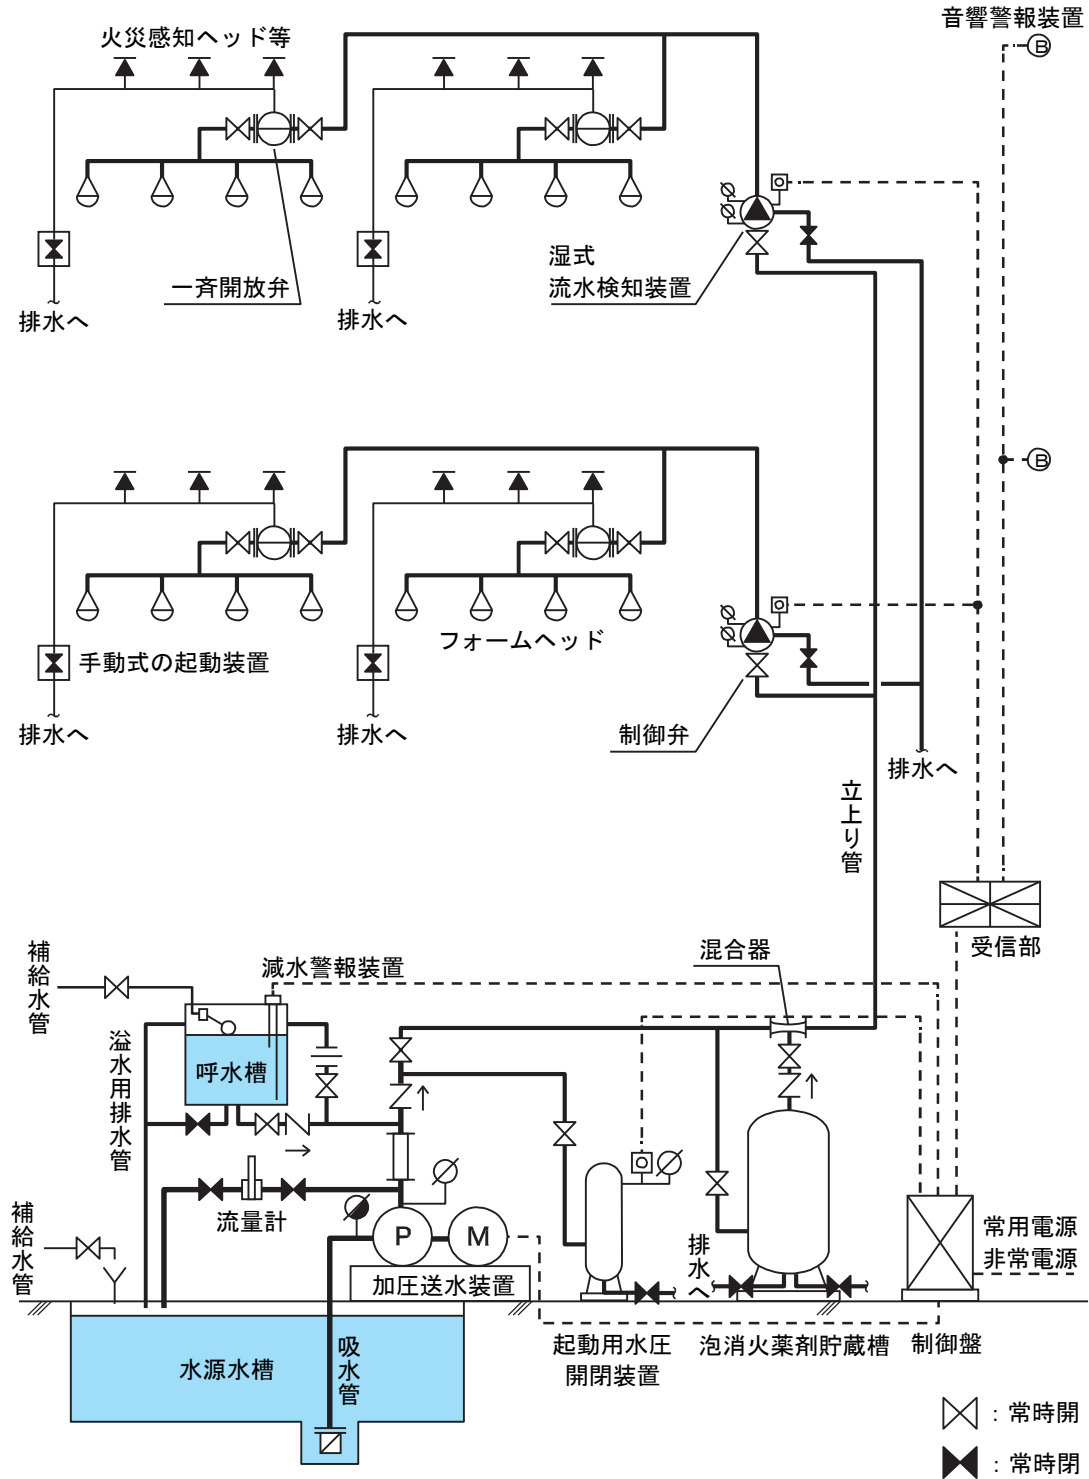 音響警報装置
火災感知ヘッド等
B
湿式
流水検知装置
一斉開放弁
排水へ
排水へ
B
フォームヘッド
手動式の起動装置
制御弁
排水へ
排水へ
排水へ
立上り管
受信部
混合器
減水警報装置
補給水管
溢水用排水管
呼水槽
流量計
補給水管
P
M
加圧送水装置
排水へ
常用電源
非常電源
起動用水圧
開閉装置
泡消火薬剤貯蔵槽
制御盤
水源水槽
吸水管
：常時開
：常時閉